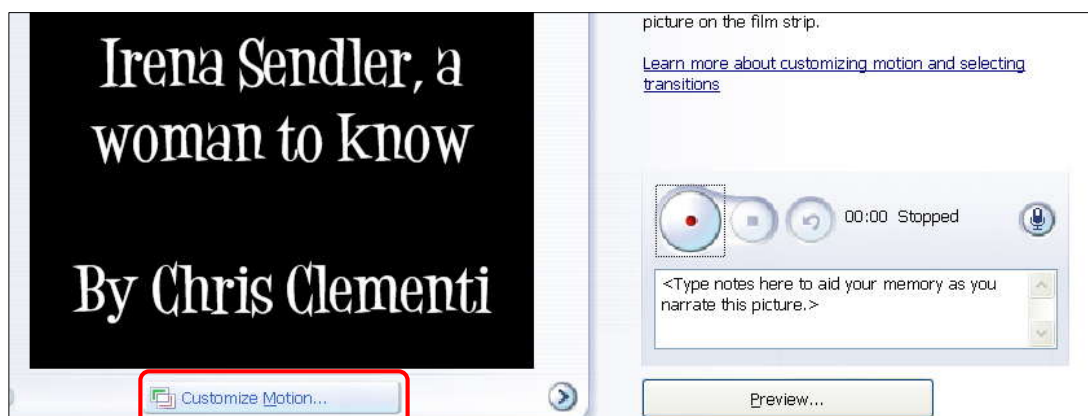 Irena Sendler, a
woman to know
By Chris Clementi
Customize Motion...
picture on the film strip.
Learn more about customizing motion and selecting
transitions
00:00 Stopped
<Type notes here to aid your memory as you
narrate this picture.>
Preview...